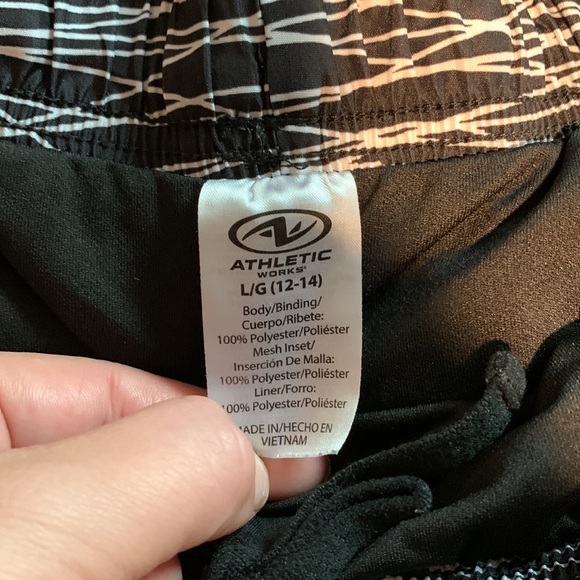 ATHLETIC
WORKS®
L/G (12-14)
Body/Binding/
Cuerpo/Ribete:
100% Polyester/Poliéster
Mesh Inset/
Inserción De Malla:
100% Polyester/Poliéster
Liner/Forro:
100% Polyester/Poliéster
MADE IN/HECHO EN
VIETNAM